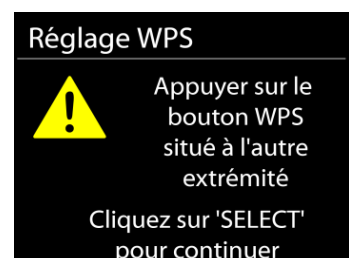 Réglage WPS
Appuyer sur le
bouton WPS
situé à l'autre
extrémité
Cliquez sur 'SELECT'
pour continuer